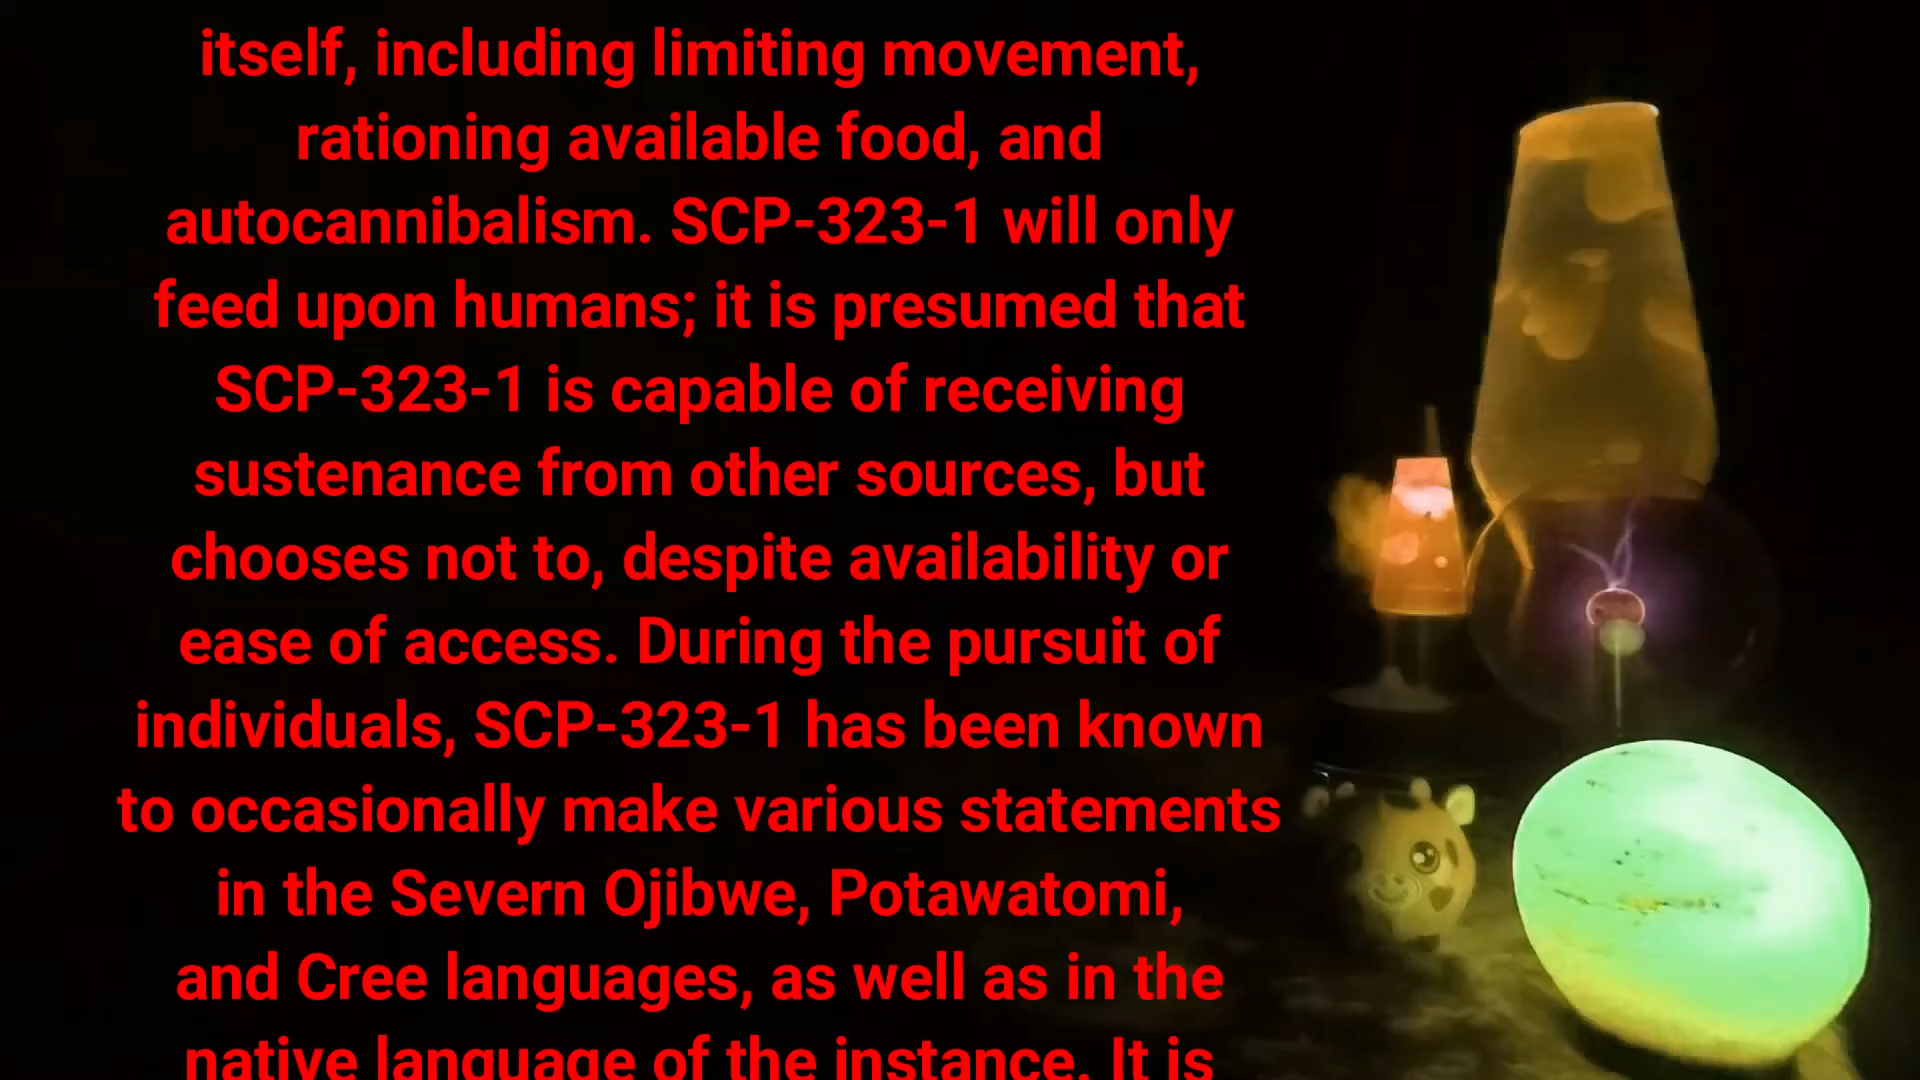 itself, including limiting movement,
rationing available food, and
autocannibalism. SCP-323-1 will only
feed upon humans; it is presumed that
SCP-323-1 is capable of receiving
sustenance from other sources, but
chooses not to, despite availability or
ease of access. During the pursuit of
individuals, SCP-323-1 has been known
to occasionally make various statements
in the Severn Ojibwe, Potawatomi,
and Cree languages, as well as in the
native language of the instance. It is